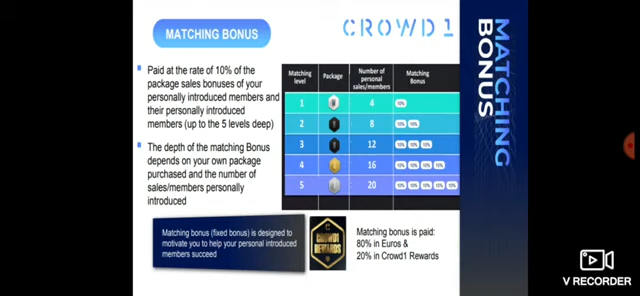 MATCHING BONUS
CROWD1
MATCHING
BONUS
Paid at the rate of 10% of the
package sales bonuses of your
personally introduced members and
their personally introduced
members (up to the 5 levels deep)
The depth of the matching Bonus
depends on your own package
purchased and the number of
sales/members personally
introduced
Matching level Package Number of personal sales/members Matching Bonus
1 4 10%
2 8 10% 10%
3 12 10% 10% 10%
4 16 10% 10% 10% 10%
5 20 10% 10% 10% 10% 10%
Matching bonus (fixed bonus) is designed to
motivate you to help your personal introduced
members succeed
CROWD1
REWARDS
Matching bonus is paid:
80% in Euros &
20% in Crowd1 Rewards
V RECORDER